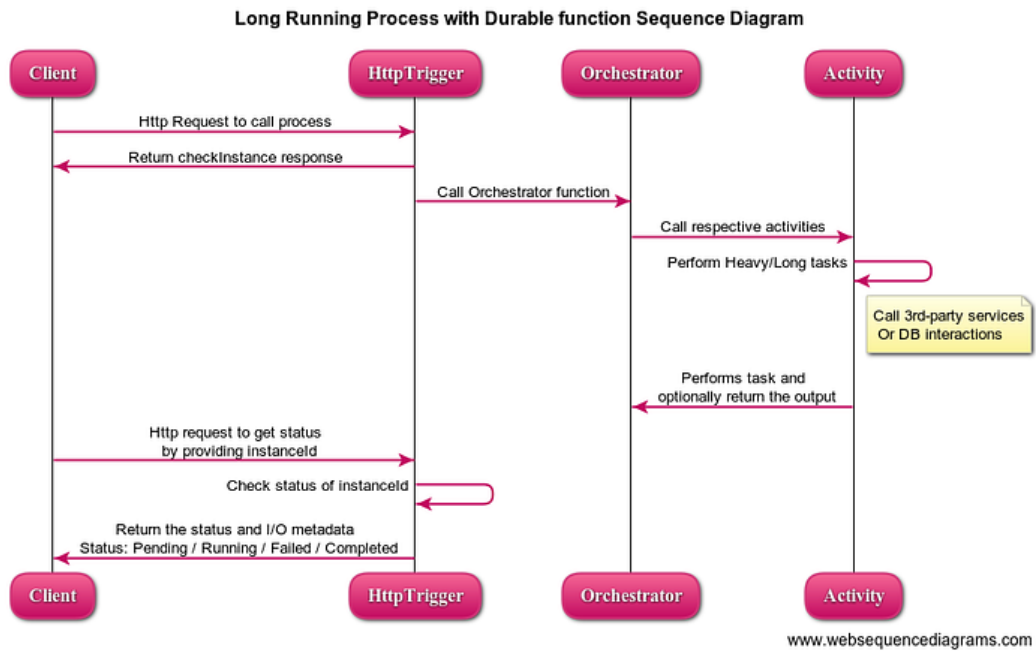 Long Running Process with Durable function Sequence Diagram
Client
HttpTrigger
Orchestrator
Activity
Http Request to call process
Return checkInstance response
Call Orchestrator function
Call respective activities
Perform Heavy/Long tasks
Call 3rd-party services
Or DB interactions
Performs task and
optionally return the output
Http request to get status
by providing instanceId
Check status of instanceId
Return the status and I/O metadata
Status: Pending / Running / Failed / Completed
Client
HttpTrigger
Orchestrator
Activity
www.websequencediagrams.com